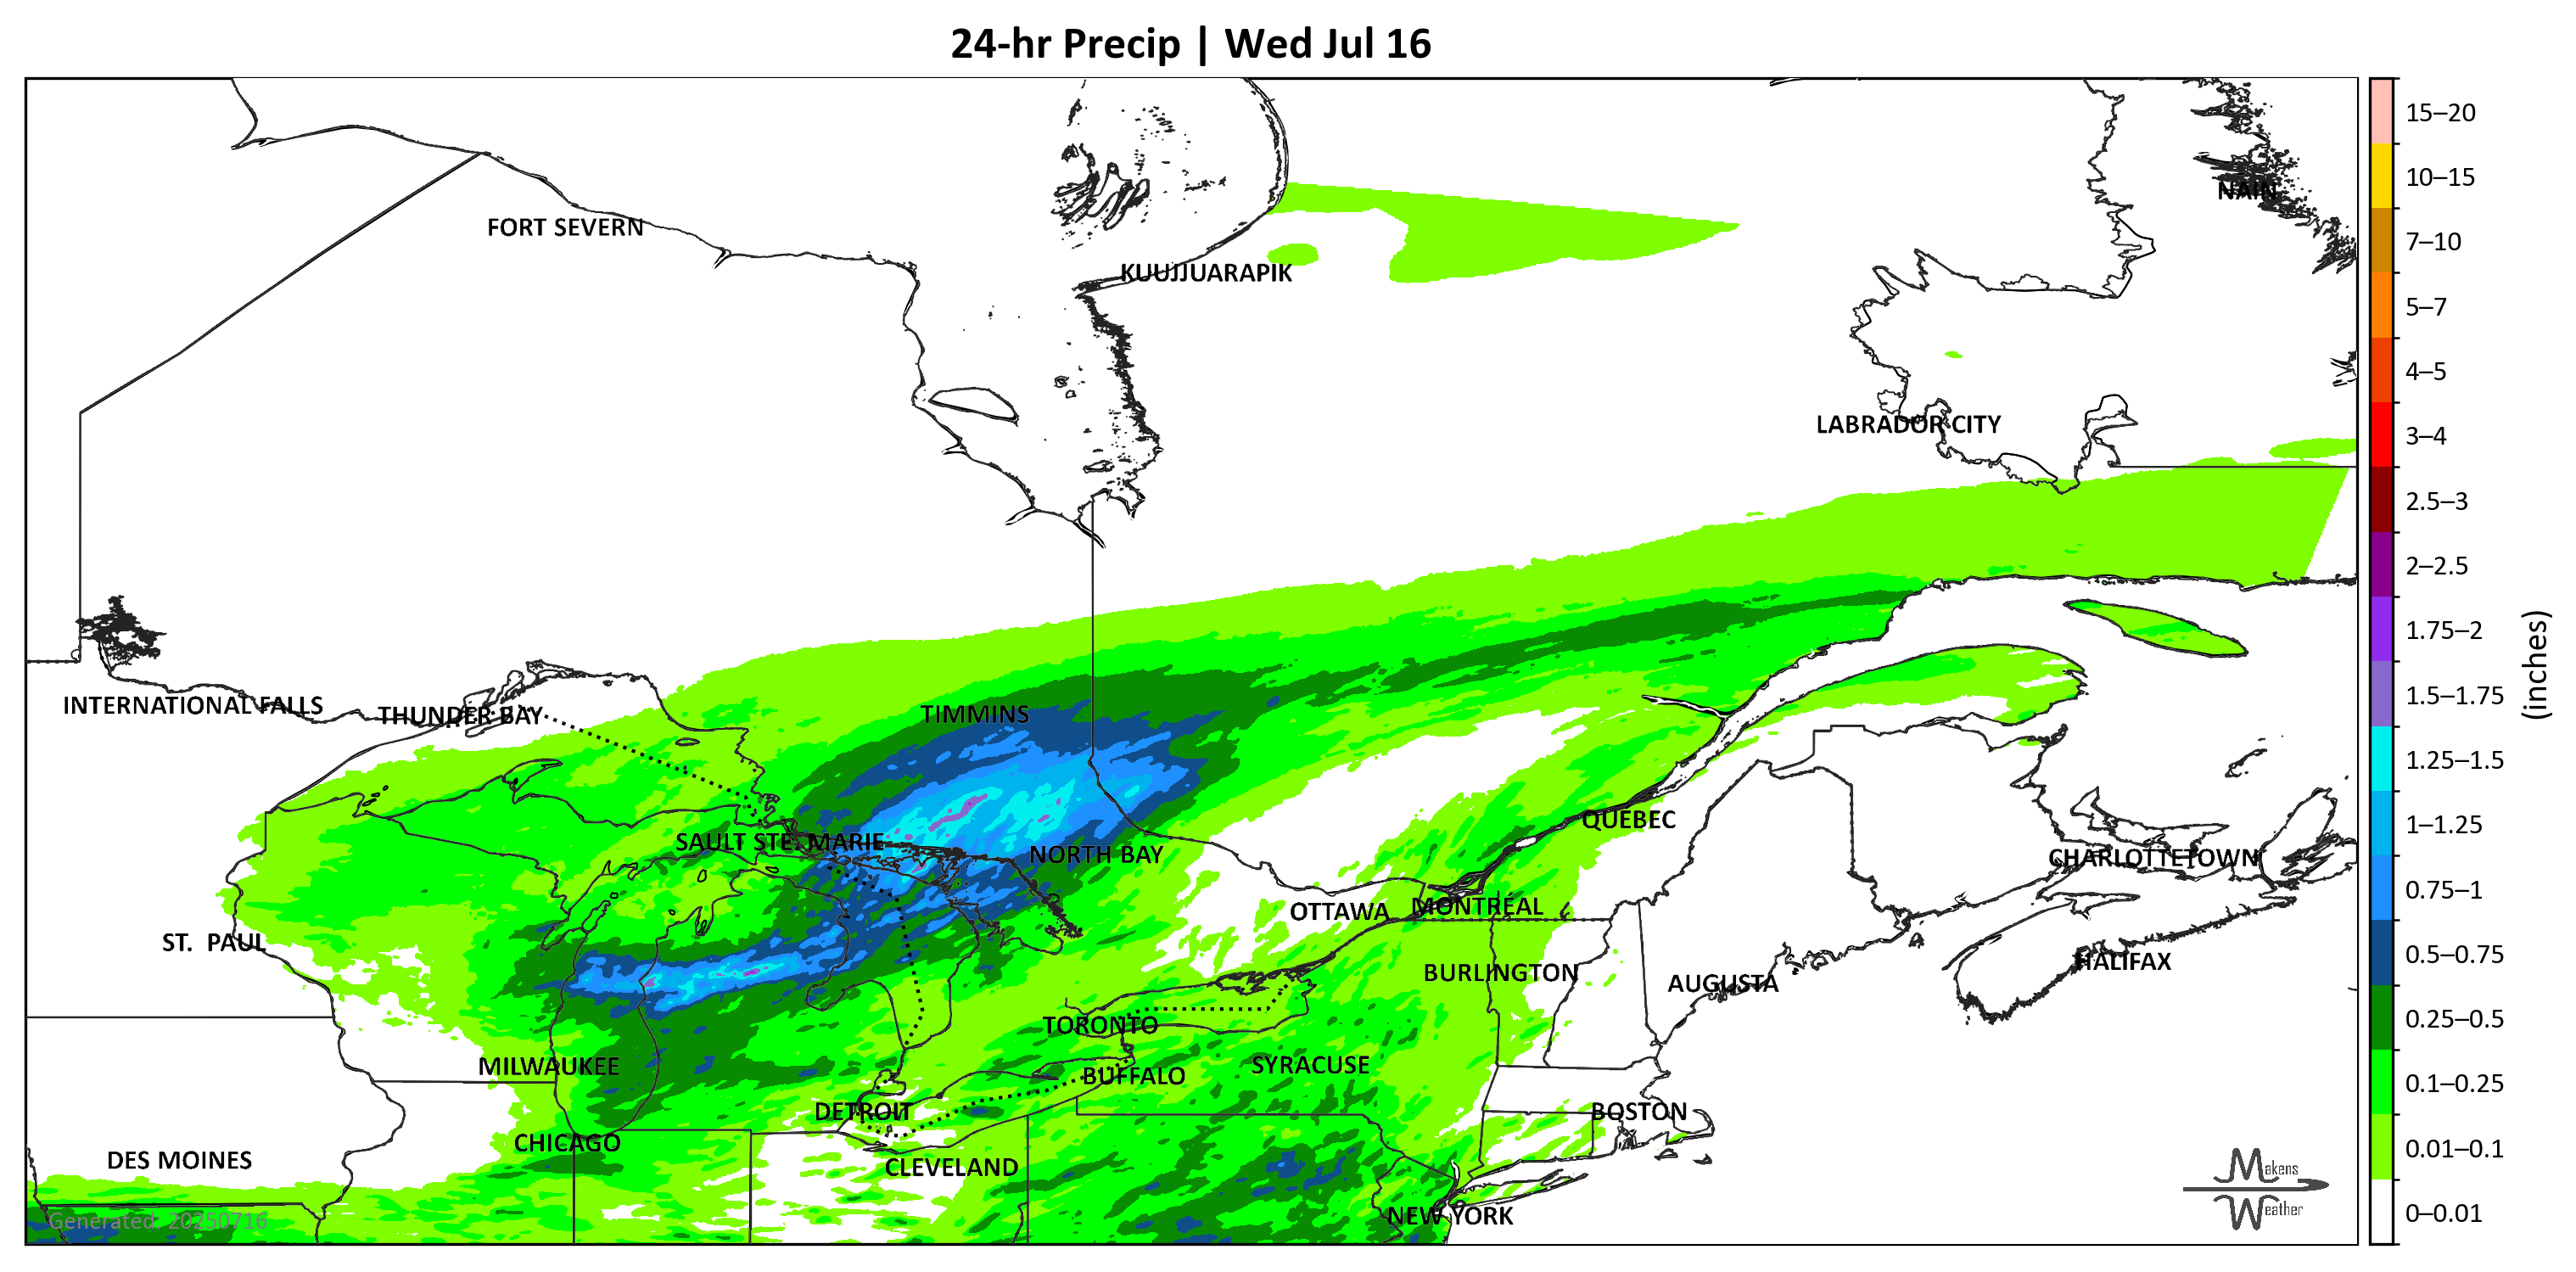 24-hr Precip | Wed Jul 16
15–20
10–15
7–10
5–7
4–5
3–4
2.5–3
2–2.5
1.75–2
1.5–1.75
1.25–1.5
1–1.25
0.75–1
0.5–0.75
0.25–0.5
0.1–0.25
0.01–0.1
0–0.01
(inches)
NAIN
FORT SEVERN
KUUJJUARAPIK
LABRADOR CITY
INTERNATIONAL FALLS
THUNDER BAY
TIMMINS
SAULT STE. MARIE
NORTH BAY
QUEBEC
CHARLOTTETOWN
OTTAWA
MONTRÉAL
ST. PAUL
HALIFAX
BURLINGTON
AUGUSTA
TORONTO
MILWAUKEE
BUFFALO
SYRACUSE
DETROIT
BOSTON
CHICAGO
CLEVELAND
DES MOINES
NEW YORK
Generated: 20250716
Makens
Weather